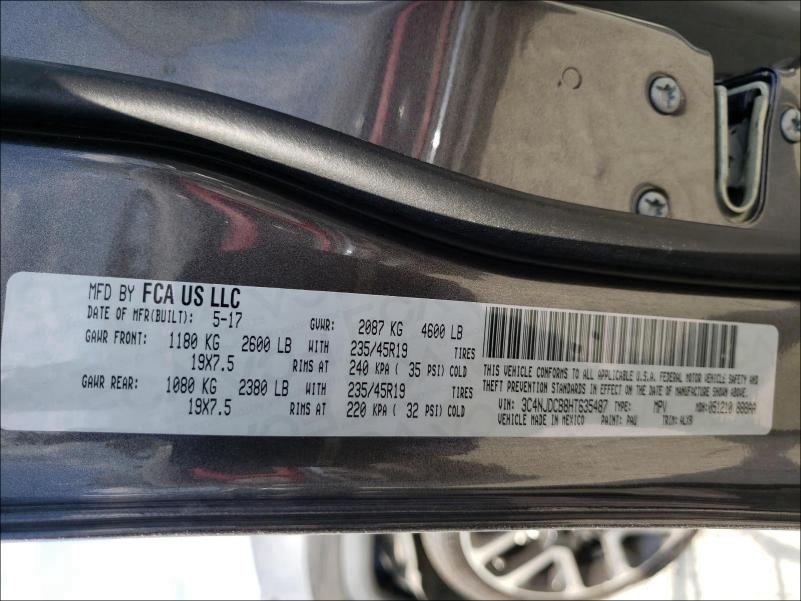 MFD BY FCA US LLC
DATE OF MFR(BUILT): 5-17 GVWR: 2087 KG 4600 LB
GAWR FRONT: 1180 KG 2600 LB WITH 235/45R19 TIRES
19X7.5 RIMS AT 240 KPA ( 35 PSI) COLD
GAWR REAR: 1080 KG 2380 LB WITH 235/45R19 TIRES
19X7.5 RIMS AT 220 KPA ( 32 PSI) COLD
THIS VEHICLE CONFORMS TO ALL APPLICABLE U.S.A. FEDERAL MOTOR VEHICLE SAFETY AND
THEFT PREVENTION STANDARDS IN EFFECT ON THE DATE OF MANUFACTURE SHOWN ABOVE.
VIN: 3C4NJDCB8HT635487 TYPE: MPV MDH: 051210 888AA
VEHICLE MADE IN MEXICO PAINT: PAU TRIM: ALX9